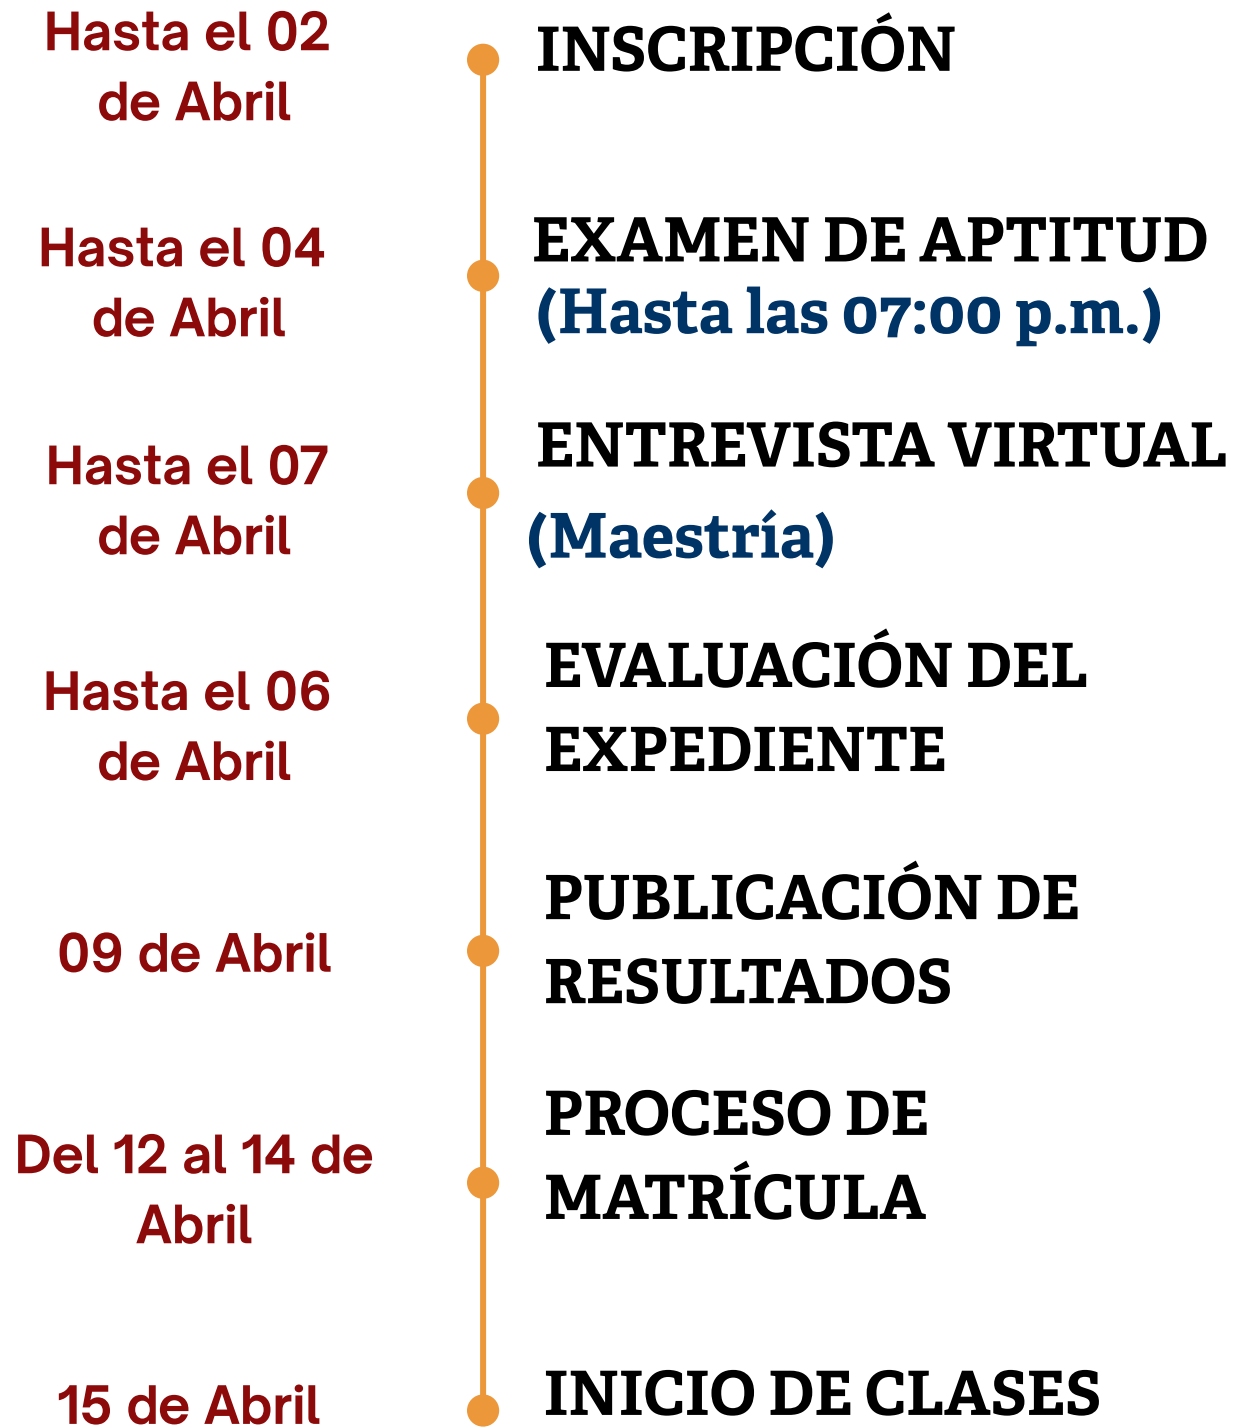 Hasta el 02
de Abril
INSCRIPCIÓN
Hasta el 04
de Abril
EXAMEN DE APTITUD
(Hasta las 07:00 p.m.)
Hasta el 07
de Abril
ENTREVISTA VIRTUAL
(Maestría)
Hasta el 06
de Abril
EVALUACIÓN DEL
EXPEDIENTE
09 de Abril
PUBLICACIÓN DE
RESULTADOS
Del 12 al 14 de
Abril
PROCESO DE
MATRÍCULA
15 de Abril
INICIO DE CLASES